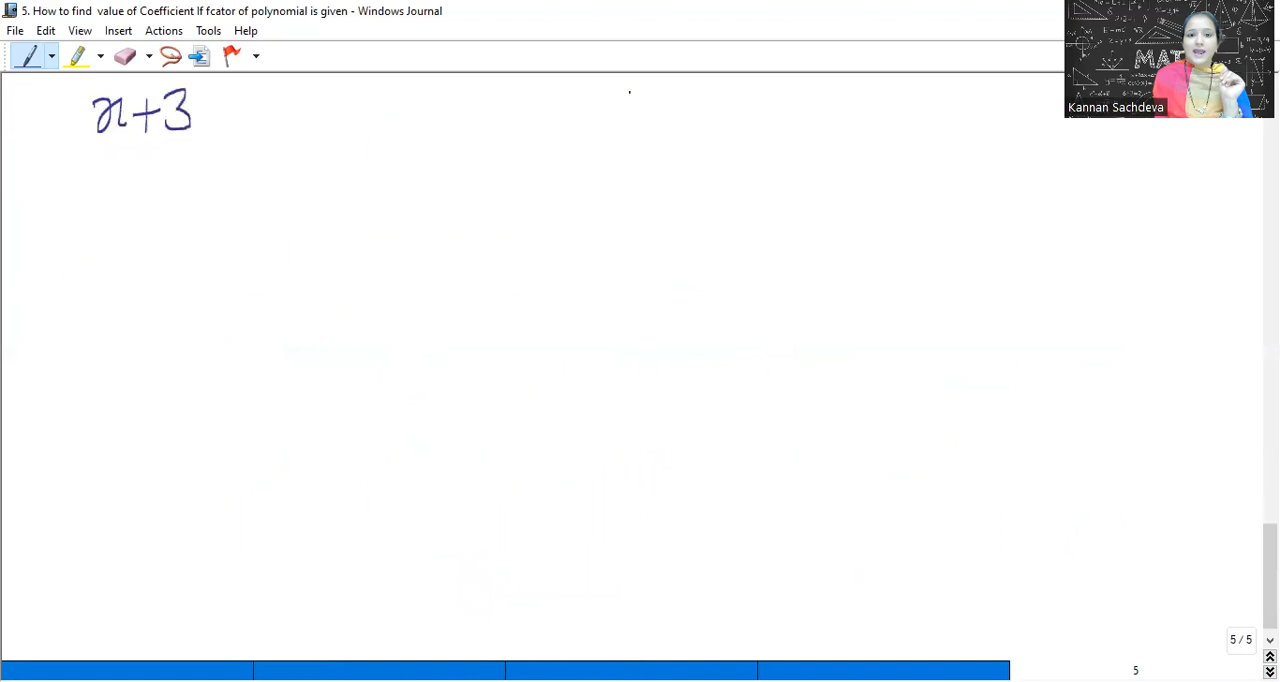 5. How to find value of Coefficient If fcator of polynomial is given - Windows Journal
File Edit View Insert Actions Tools Help
x+3
MAT
Kannan Sachdeva
5 / 5
5